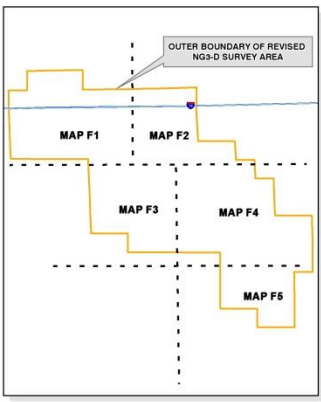 OUTER BOUNDARY OF REVISED
NG3-D SURVEY AREA
MAP F1
MAP F2
MAP F3
MAP F4
MAP F5